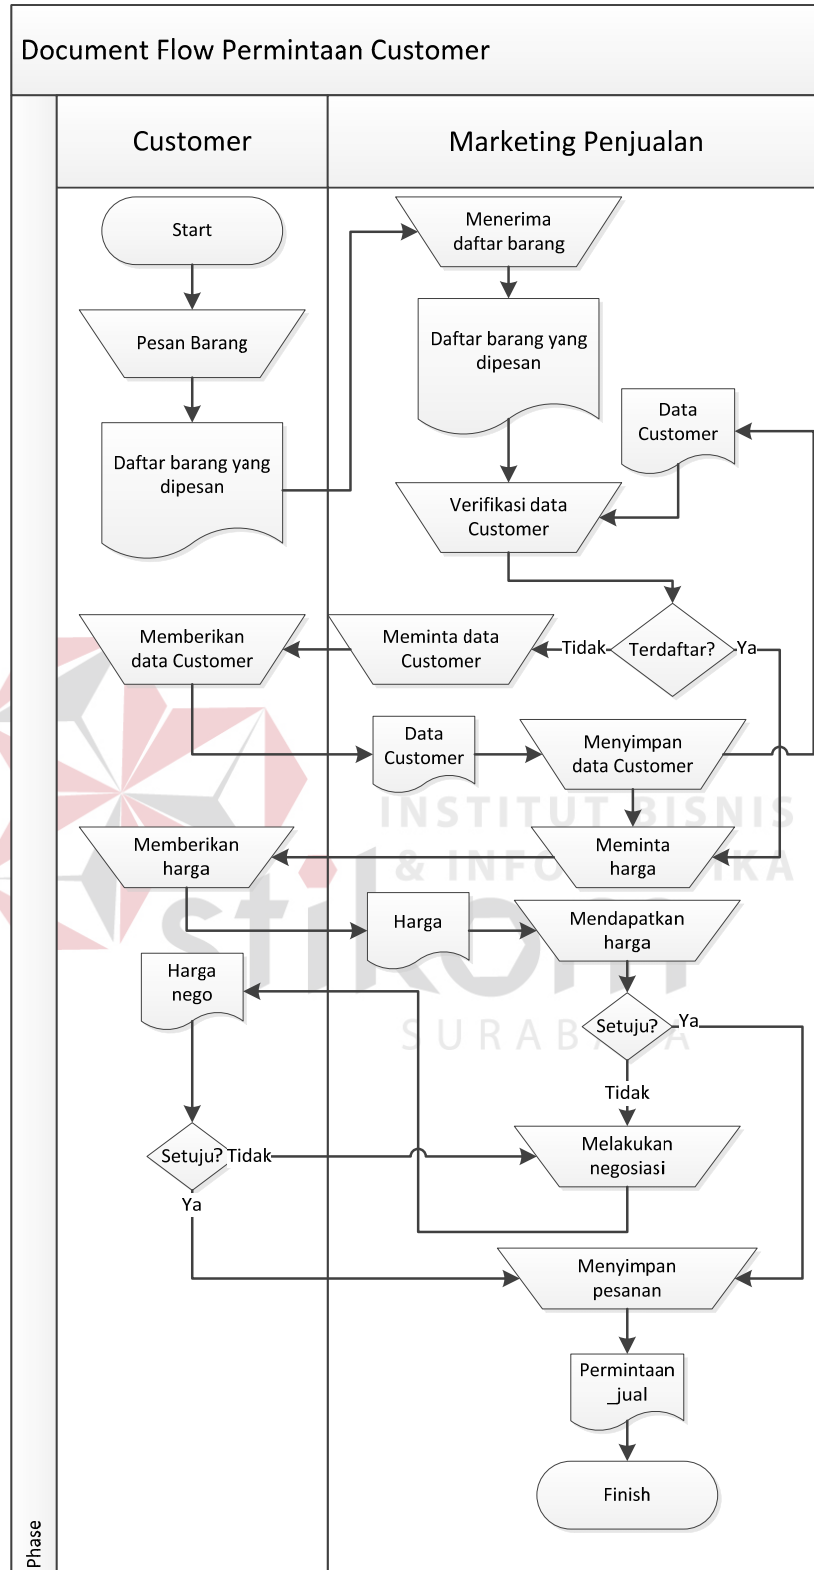 Document Flow Permintaan Customer
Customer
Marketing Penjualan
Start
Menerima
daftar barang
Pesan Barang
Daftar barang yang
dipesan
Daftar barang yang
dipesan
Data
Customer
Verifikasi data
Customer
Memberikan
data Customer
Meminta data
Customer
Tidak
Terdaftar?
Ya
Data
Customer
Menyimpan
data Customer
INSTITUT BISNIS
Memberikan
harga
Meminta
harga
Harga
Mendapatkan
harga
stikom
Harga
nego
Setuju?
Ya
SURABAYA
Tidak
Setuju?
Tidak
Melakukan
negosiasi
Ya
Menyimpan
pesanan
Permintaan
_jual
Finish
Phase